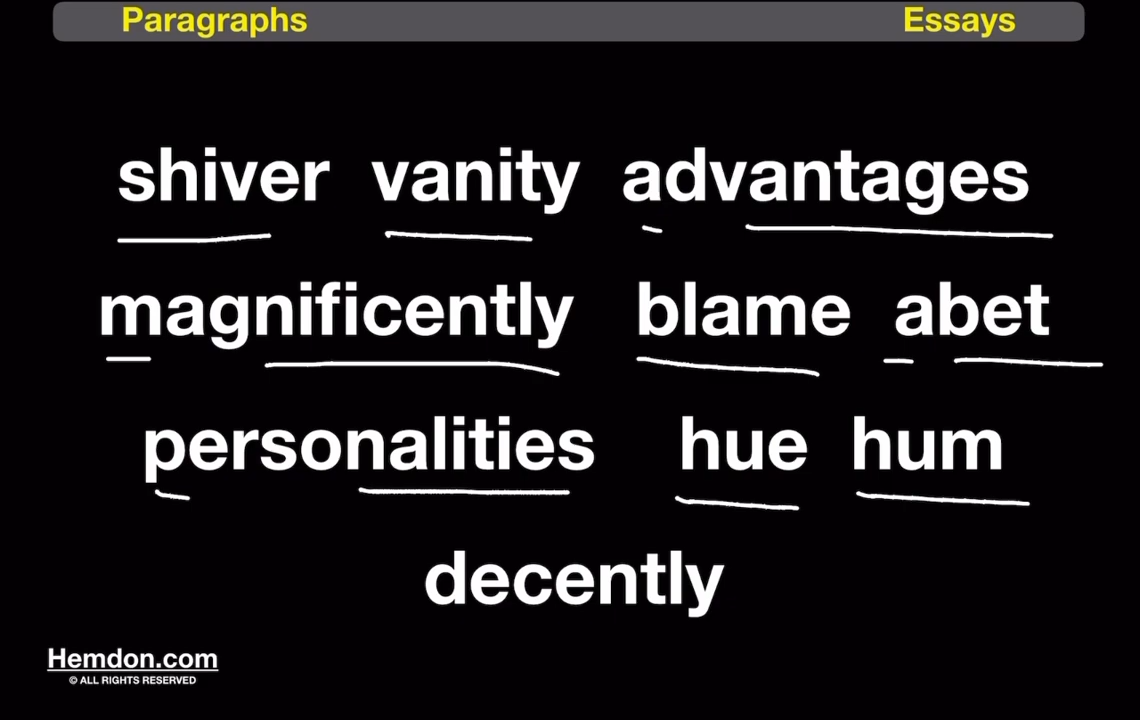 Paragraphs Essays
shiver vanity advantages
magnificently blame abet
personalities hue hum
decently
Hemdon.com
© ALL RIGHTS RESERVED